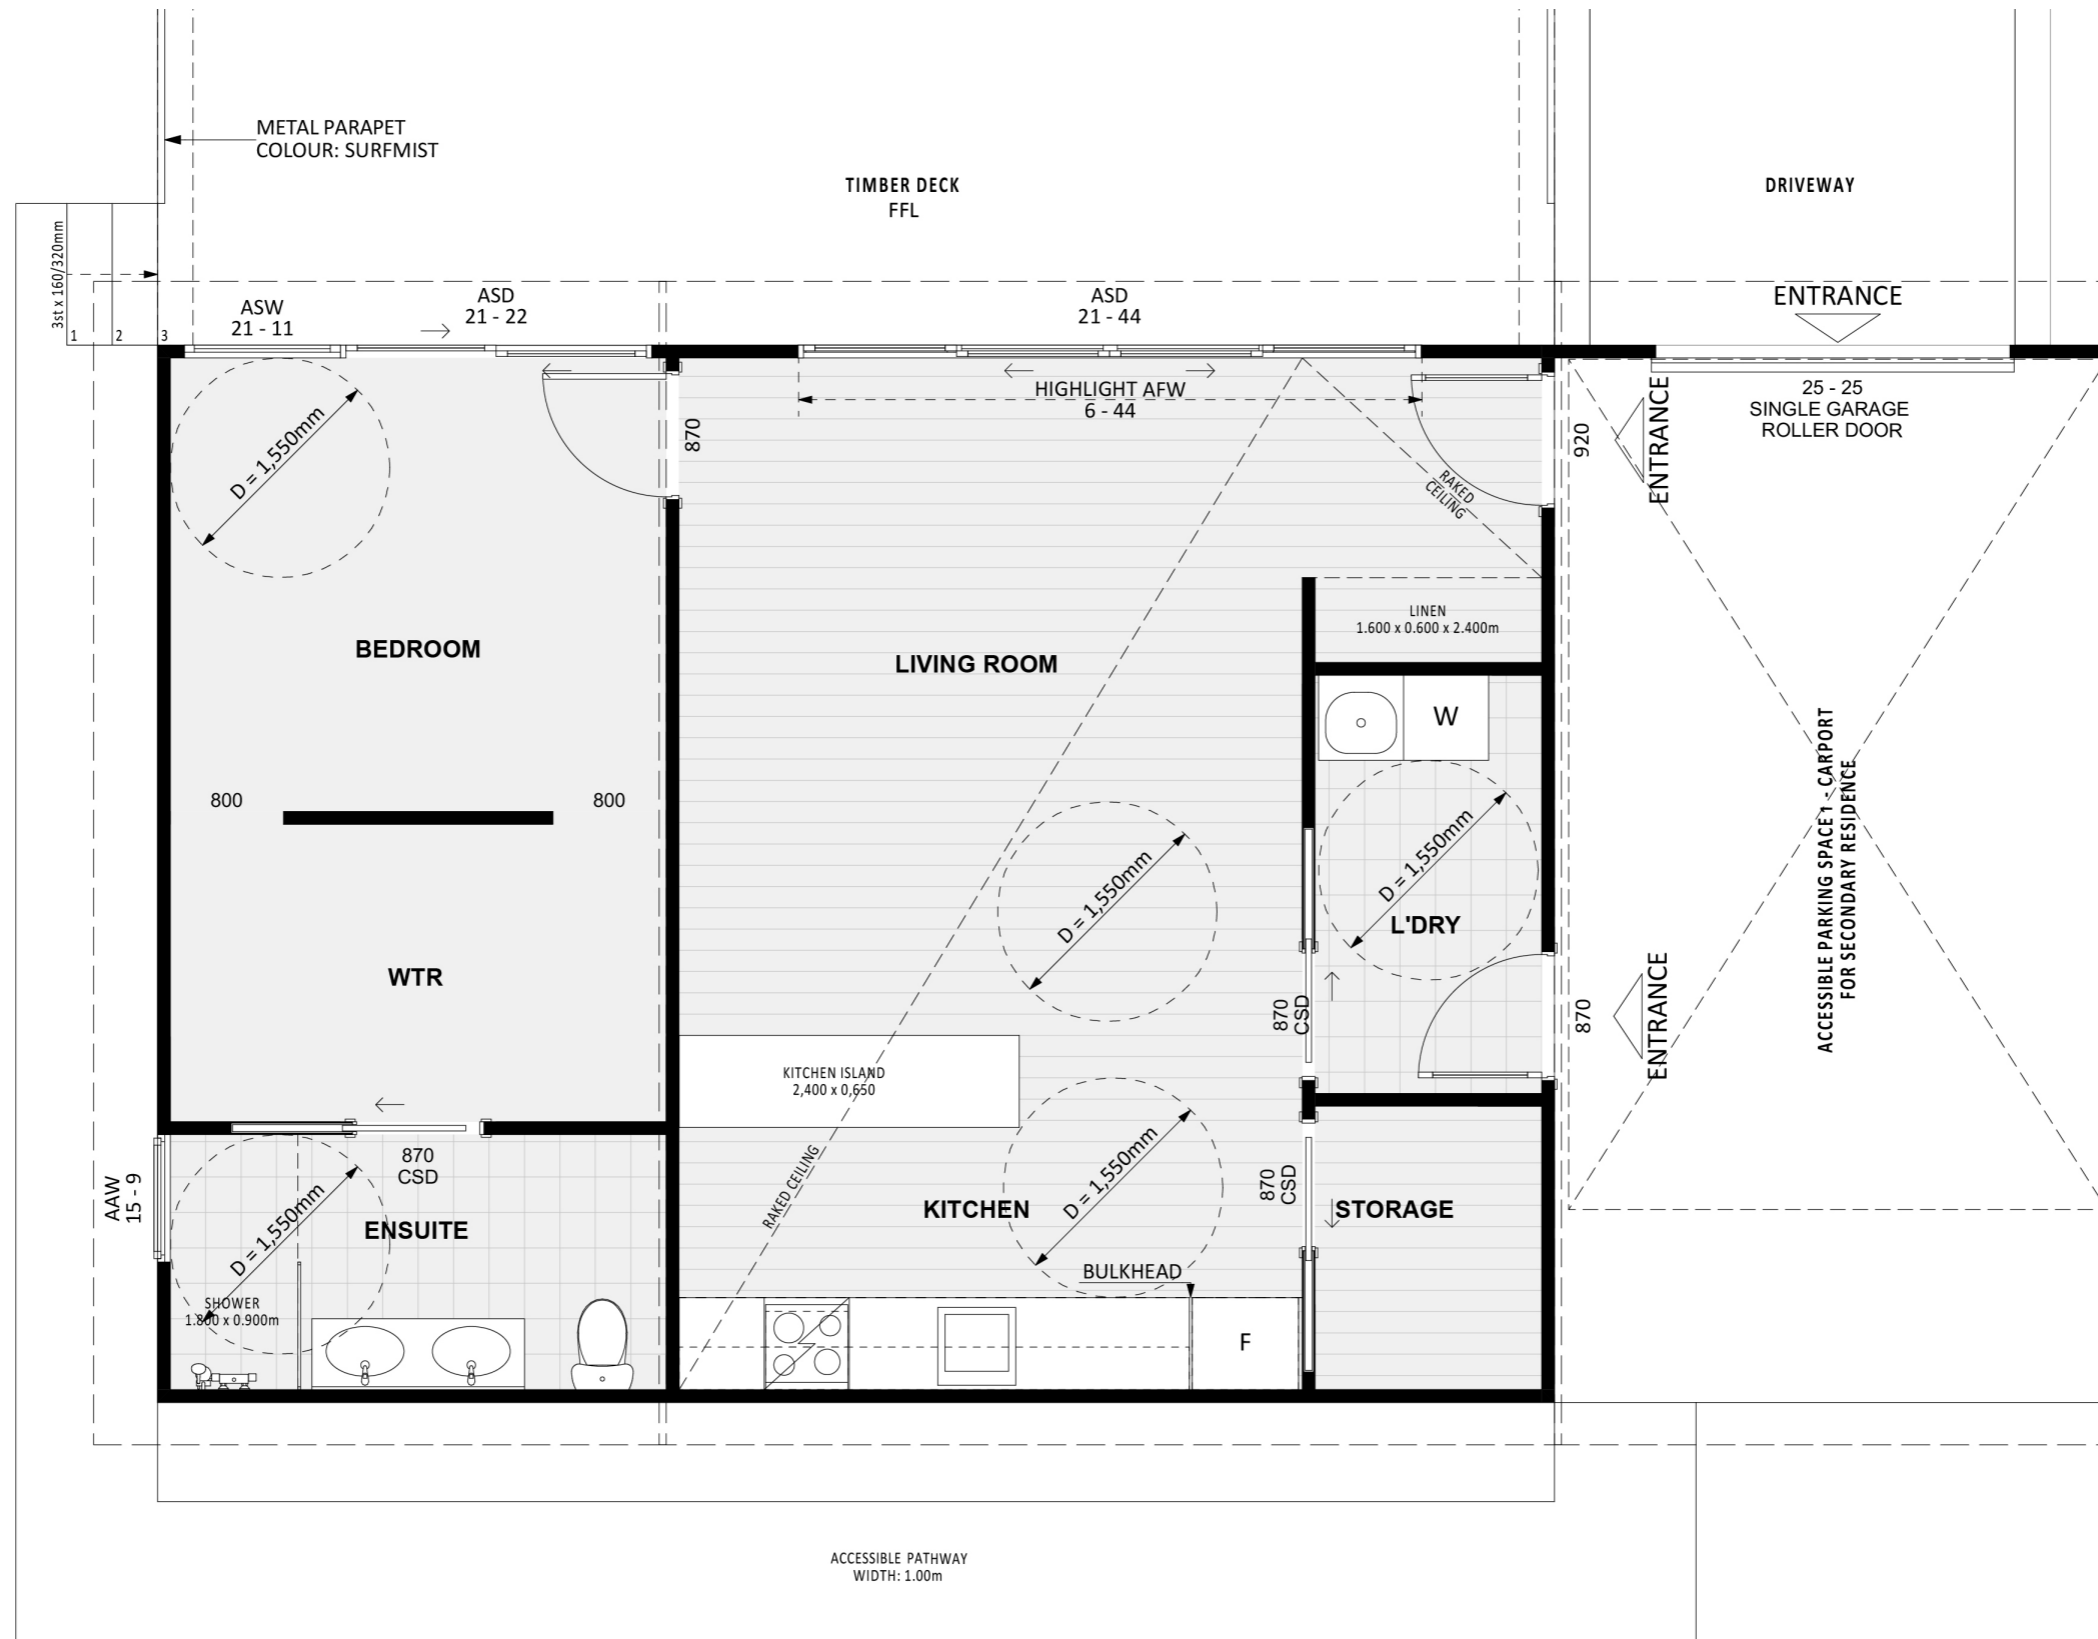 METAL PARAPET
COLOUR: SURFMIST
TIMBER DECK
FFL
DRIVEWAY
3st x 160/320mm
1
2
3
ASW
21 - 11
ASD
21 - 22
ASD
21 - 44
ENTRANCE
HIGHLIGHT AFW
6 - 44
25 - 25
SINGLE GARAGE
ROLLER DOOR
D = 1,550mm
870
920
ENTRANCE
RAKED
CEILING
LINEN
1.600 x 0.600 x 2.400m
BEDROOM
LIVING ROOM
W
800
800
D = 1,550mm
D = 1,550mm
L'DRY
ACCESSIBLE PARKING SPACE 1 - CARPORT
FOR SECONDARY RESIDENCE
WTR
870
CSD
870
ENTRANCE
KITCHEN ISLAND
2,400 x 0,650
AAW
15 - 9
870
CSD
D = 1,550mm
ENSUITE
RAKED CEILING
KITCHEN
D = 1,550mm
870
CSD
STORAGE
BULKHEAD
SHOWER
1.800 x 0.900m
F
ACCESSIBLE PATHWAY
WIDTH: 1.00m